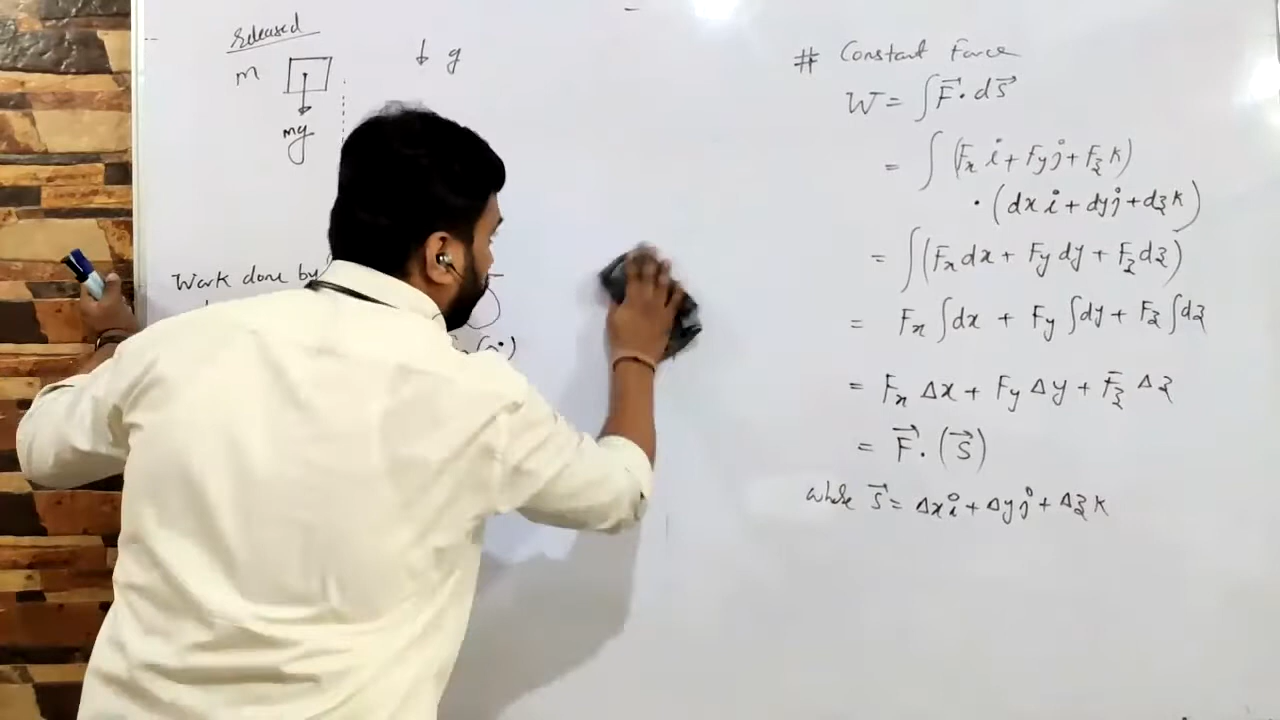 released
m
mg
↓ g
Work done by
# Constant Force
W = ∫F⃗·ds⃗
= ∫(Fx i + Fy j + Fz k)
· (dx i + dy j + dz k)
= ∫(Fx dx + Fy dy + Fz dz)
= Fx ∫dx + Fy ∫dy + Fz ∫dz
= Fx Δx + Fy Δy + Fz Δz
= F⃗·(s⃗)
where s⃗ = Δx i + Δy j + Δz k